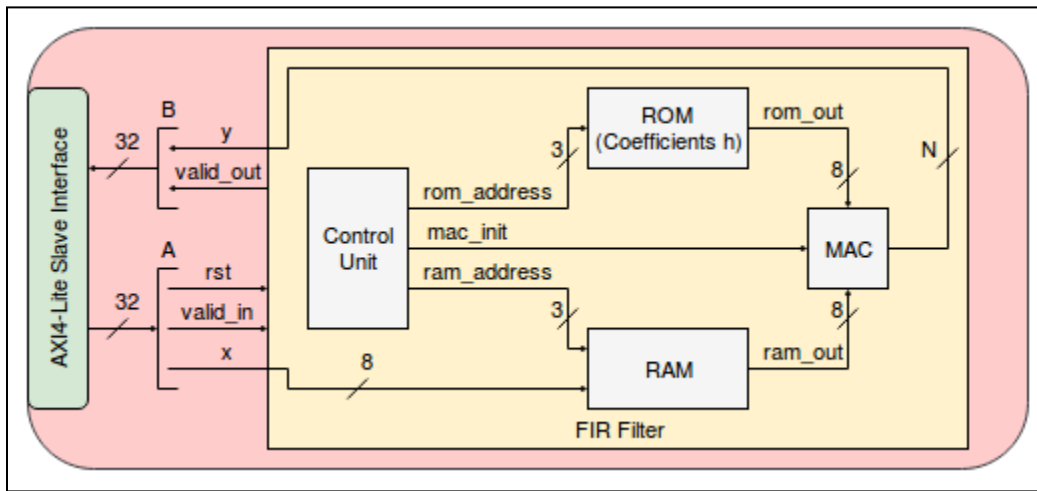 AXI4-Lite Slave Interface
32
B
y
valid_out
32
A
rst
valid_in
x
8
Control
Unit
rom_address
3
mac_init
ram_address
3
ROM
(Coefficients h)
rom_out
8
MAC
N
RAM
ram_out
8
FIR Filter